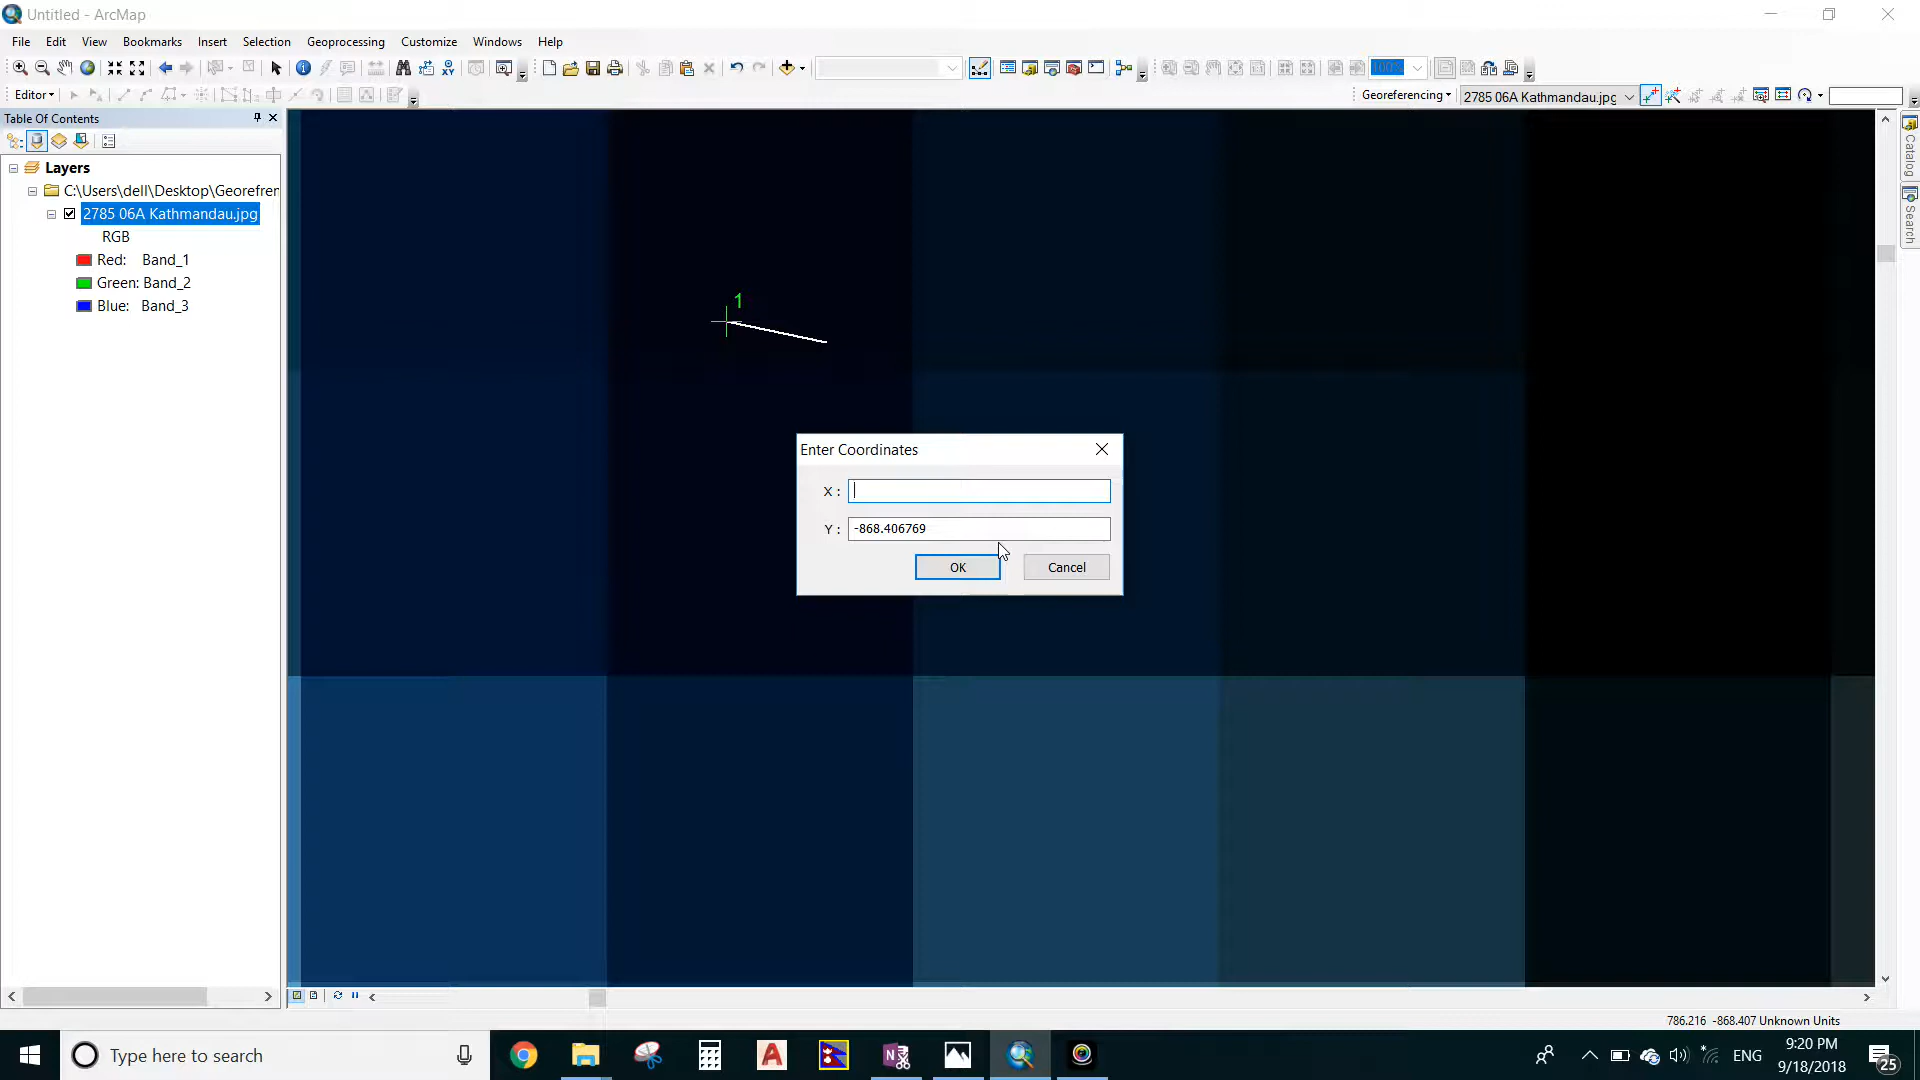 Untitled - ArcMap
File Edit View Bookmarks Insert Selection Geoprocessing Customize Windows Help
100%
Editor Georeferencing 2785 06A Kathmandau.jpg
Table Of Contents
Layers
C:\Users\dell\Desktop\Georefren
2785 06A Kathmandau.jpg
RGB
Red: Band_1
Green: Band_2
Blue: Band_3
1
Enter Coordinates
X :
Y : -868.406769
OK Cancel
Catalog
Search
786.216 -868.407 Unknown Units
Type here to search
ENG
9:20 PM
9/18/2018
25